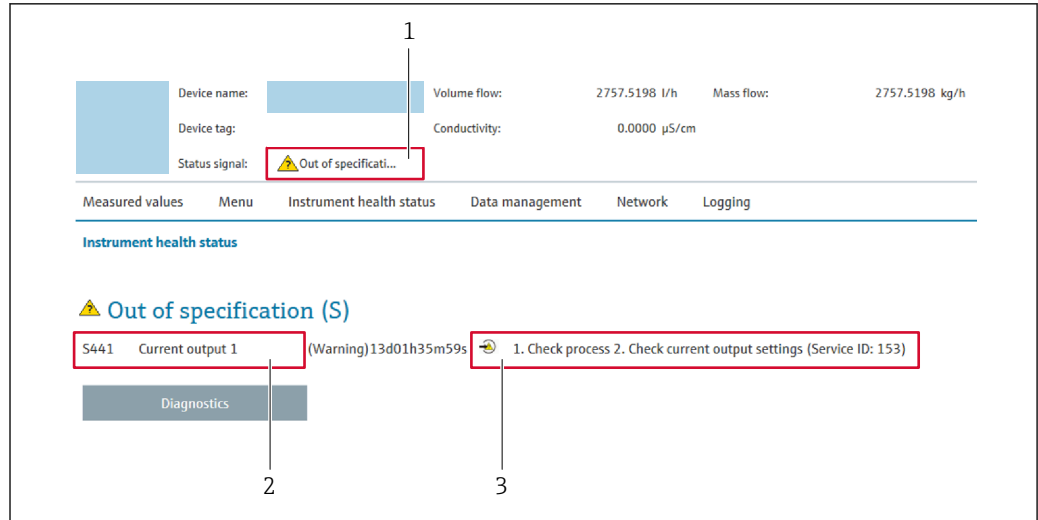 1
Device name: Volume flow: 2757.5198 l/h Mass flow: 2757.5198 kg/h
Device tag: Conductivity: 0.0000 µS/cm
Status signal: Out of specificati...
Measured values Menu Instrument health status Data management Network Logging
Instrument health status
Out of specification (S)
S441 Current output 1 (Warning)13d01h35m59s 1. Check process 2. Check current output settings (Service ID: 153)
Diagnostics
2 3